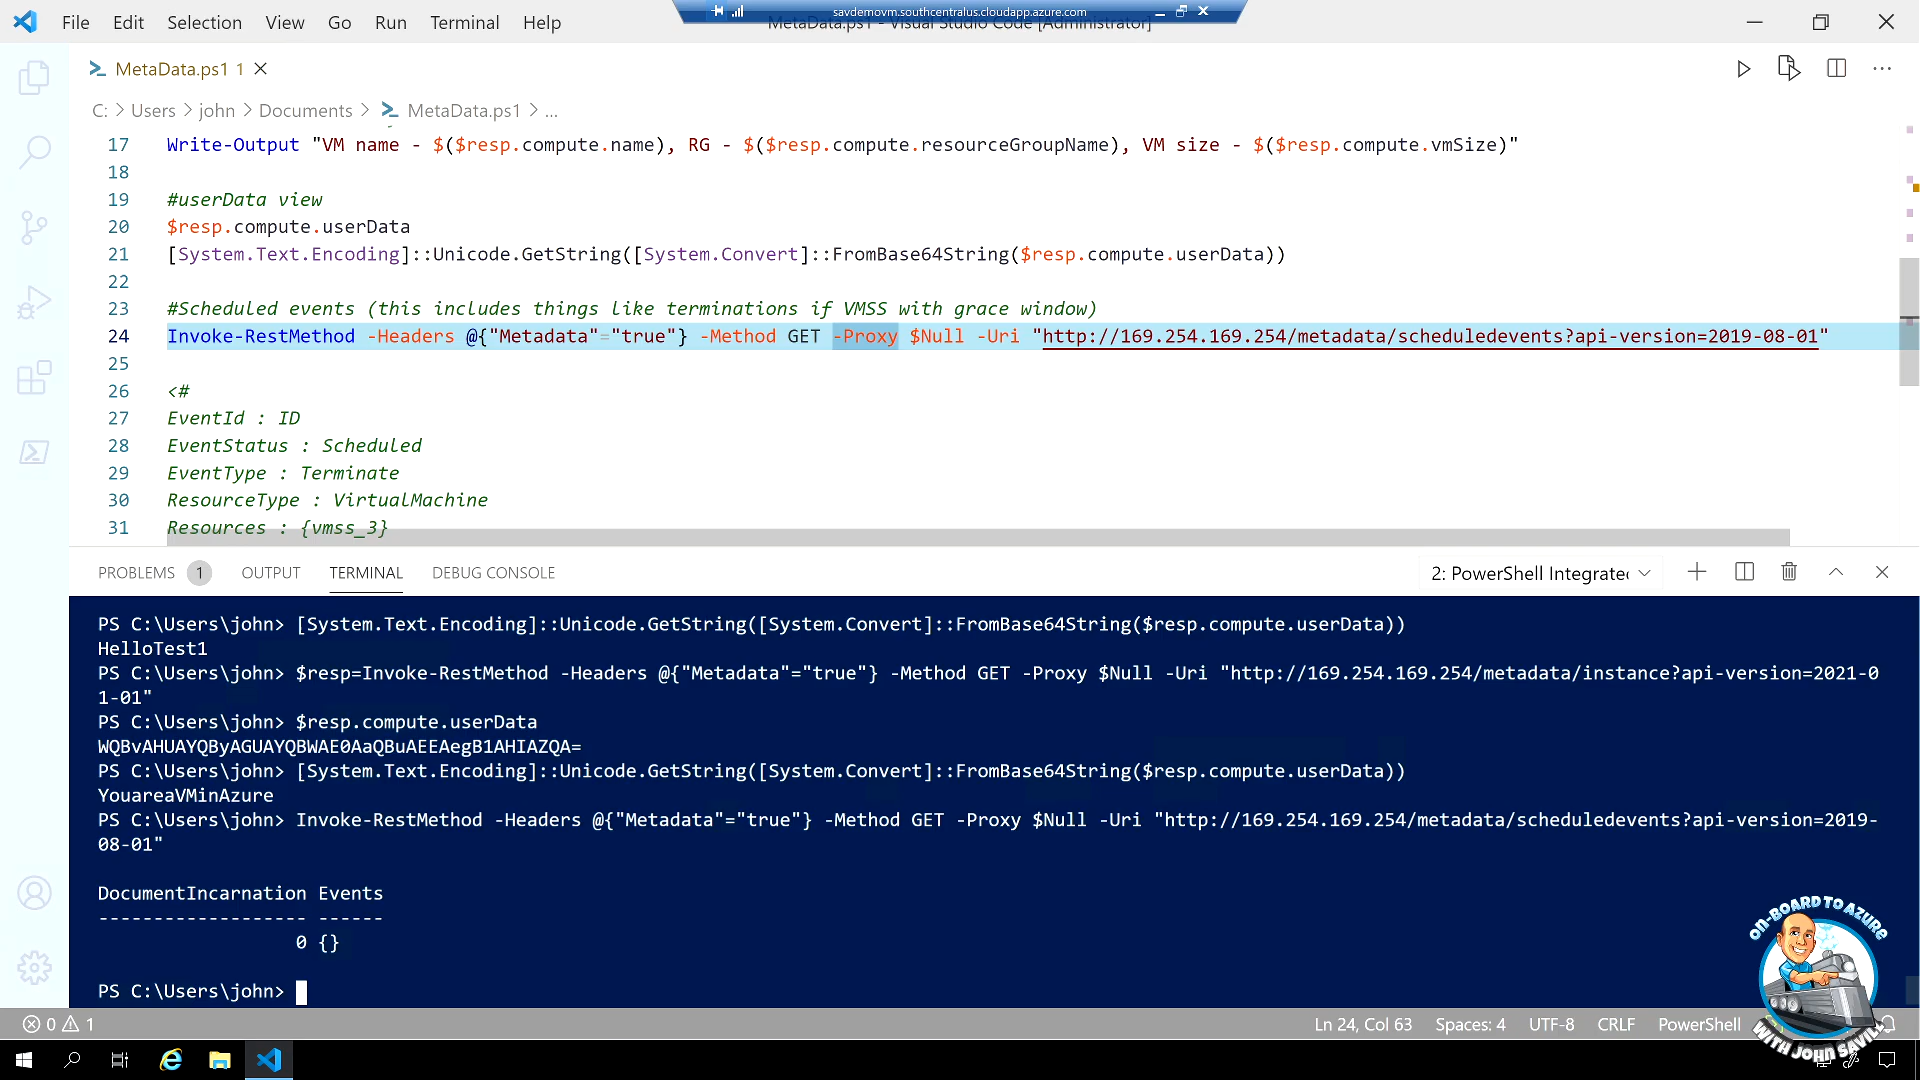 savdemovm.southcentralus.cloudapp.azure.com
File Edit Selection View Go Run Terminal Help
MetaData.ps1 - Visual Studio Code [Administrator]
MetaData.ps1 1
C: > Users > john > Documents > MetaData.ps1 > ...
17 Write-Output "VM name - $($resp.compute.name), RG - $($resp.compute.resourceGroupName), VM size - $($resp.compute.vmSize)"
18
19 #userData view
20 $resp.compute.userData
21 [System.Text.Encoding]::Unicode.GetString([System.Convert]::FromBase64String($resp.compute.userData))
22
23 #Scheduled events (this includes things like terminations if VMSS with grace window)
24 Invoke-RestMethod -Headers @{"Metadata"="true"} -Method GET -Proxy $Null -Uri "http://169.254.169.254/metadata/scheduledevents?api-version=2019-08-01"
25
26 <#
27 EventId : ID
28 EventStatus : Scheduled
29 EventType : Terminate
30 ResourceType : VirtualMachine
31 Resources : {vmss_3}
PROBLEMS 1 OUTPUT TERMINAL DEBUG CONSOLE 2: PowerShell Integrated
PS C:\Users\john> [System.Text.Encoding]::Unicode.GetString([System.Convert]::FromBase64String($resp.compute.userData))
HelloTest1
PS C:\Users\john> $resp=Invoke-RestMethod -Headers @{"Metadata"="true"} -Method GET -Proxy $Null -Uri "http://169.254.169.254/metadata/instance?api-version=2021-0
1-01"
PS C:\Users\john> $resp.compute.userData
WQBvAHUAYQByAGUAYQBWAE0AaQBuAEEAegB1AHIAZQA=
PS C:\Users\john> [System.Text.Encoding]::Unicode.GetString([System.Convert]::FromBase64String($resp.compute.userData))
YouareaVMinAzure
PS C:\Users\john> Invoke-RestMethod -Headers @{"Metadata"="true"} -Method GET -Proxy $Null -Uri "http://169.254.169.254/metadata/scheduledevents?api-version=2019-
08-01"
DocumentIncarnation Events
------------------- ------
0 {}
PS C:\Users\john>
ON-BOARD TO AZURE
WITH JOHN SAVILL
0 1 Ln 24, Col 63 Spaces: 4 UTF-8 CRLF PowerShell